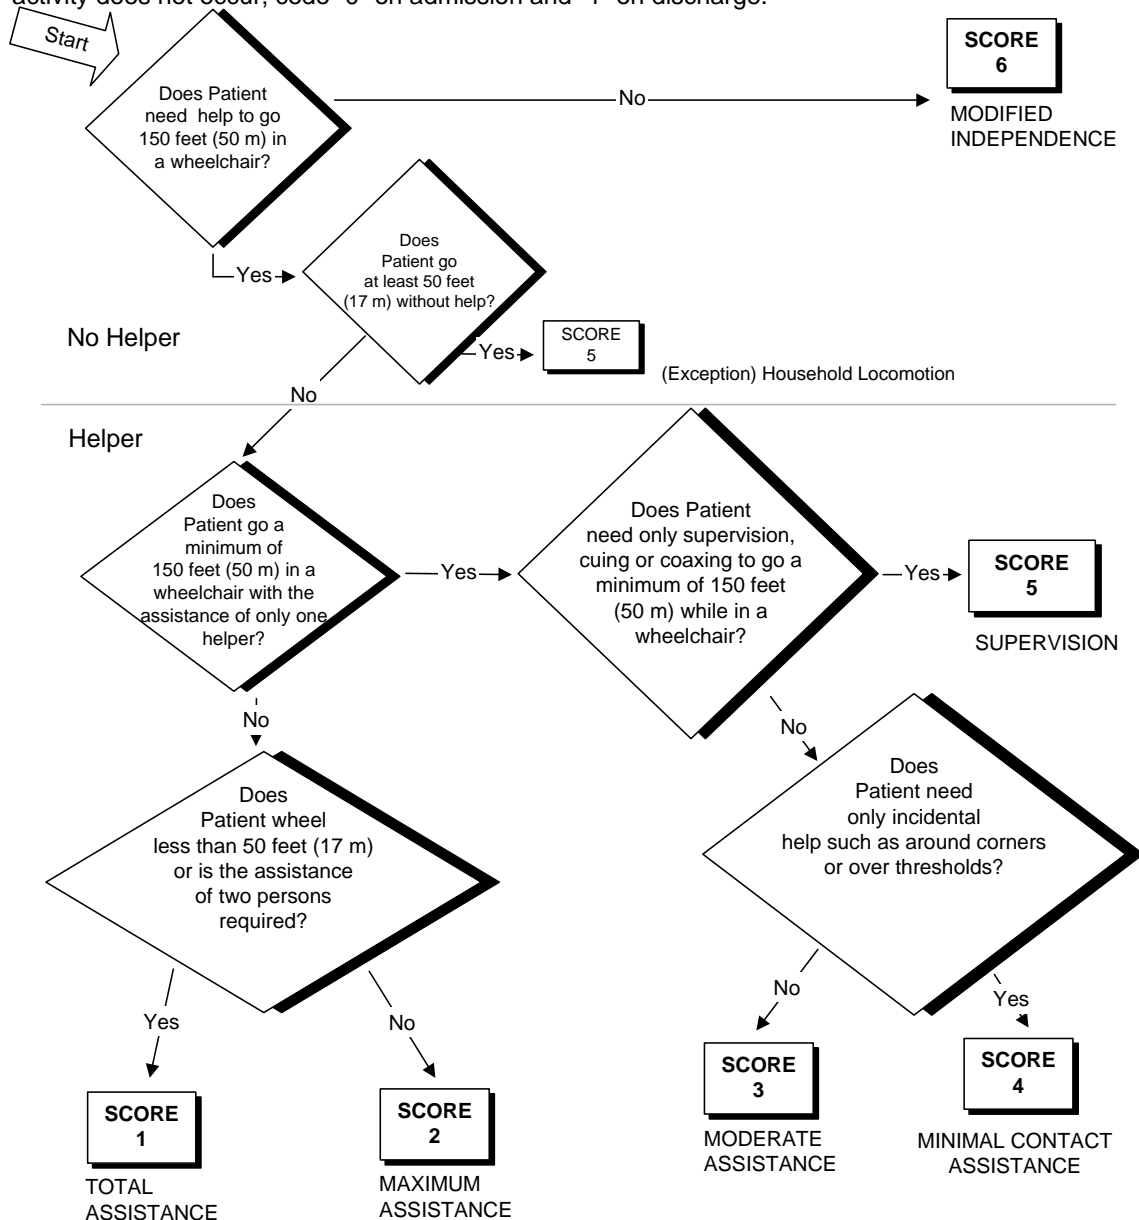 activity does not occur, code "0" on admission and "1" on discharge.
Start
Does Patient
need help to go
150 feet (50 m) in
a wheelchair?
No
SCORE
6
MODIFIED
INDEPENDENCE
Yes
Does
Patient go
at least 50 feet
(17 m) without help?
No Helper
Yes
SCORE
5
(Exception) Household Locomotion
No
Helper
Does
Patient go a
minimum of
150 feet (50 m) in a
wheelchair with the
assistance of only one
helper?
Yes
Does Patient
need only supervision,
cuing or coaxing to go a
minimum of 150 feet
(50 m) while in a
wheelchair?
Yes
SCORE
5
SUPERVISION
No
No
Does
Patient wheel
less than 50 feet (17 m)
or is the assistance
of two persons
required?
Does
Patient need
only incidental
help such as around corners
or over thresholds?
Yes
No
No
Yes
SCORE
1
TOTAL
ASSISTANCE
SCORE
2
MAXIMUM
ASSISTANCE
SCORE
3
MODERATE
ASSISTANCE
SCORE
4
MINIMAL CONTACT
ASSISTANCE